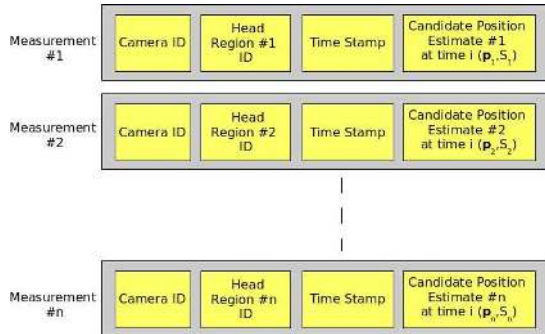 Measurement
#1
Camera ID
Head
Region #1
ID
Time Stamp
Candidate Position
Estimate #1
at time i (p₁,S₁)
Measurement
#2
Camera ID
Head
Region #2
ID
Time Stamp
Candidate Position
Estimate #2
at time i (p₂,S₂)
Measurement
#n
Camera ID
Head
Region #n
ID
Time Stamp
Candidate Position
Estimate #n
at time i (pₙ,Sₙ)